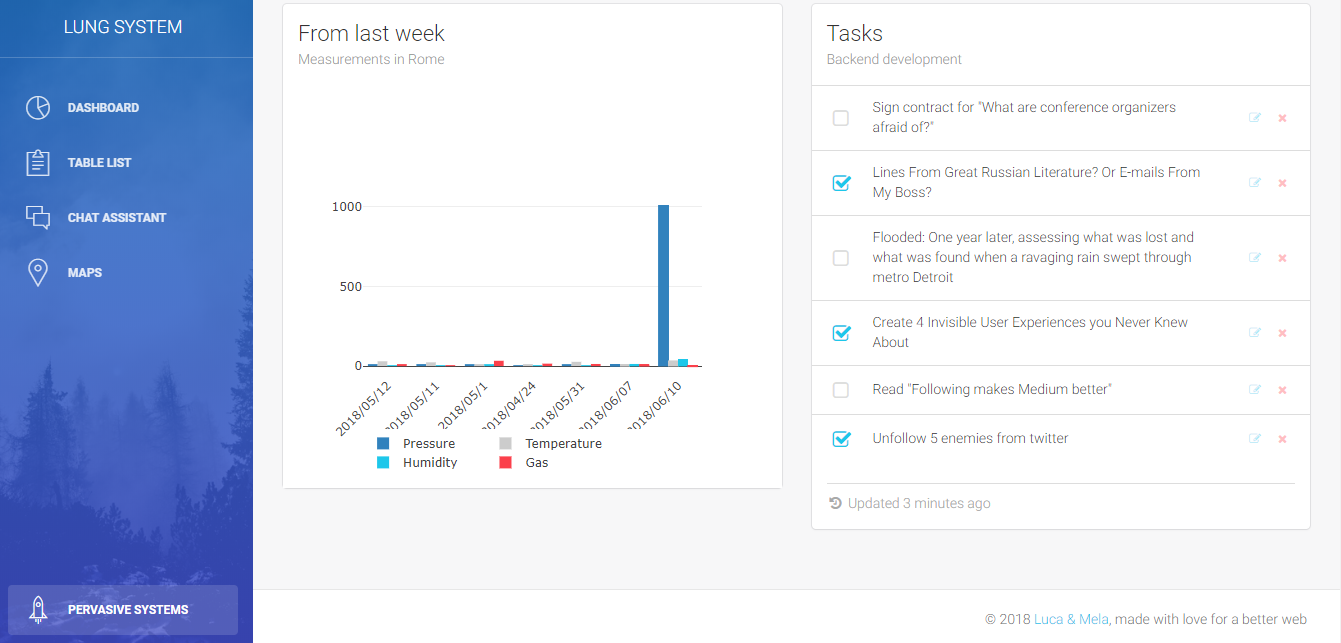 LUNG SYSTEM
DASHBOARD
TABLE LIST
CHAT ASSISTANT
MAPS
PERVASIVE SYSTEMS
From last week
Measurements in Rome
1000
500
0
2018/05/12
2018/05/11
2018/05/1
2018/04/24
2018/05/31
2018/06/07
2018/06/10
Pressure
Temperature
Humidity
Gas
Tasks
Backend development
Sign contract for "What are conference organizers
afraid of?"
Lines From Great Russian Literature? Or E-mails From
My Boss?
Flooded: One year later, assessing what was lost and
what was found when a ravaging rain swept through
metro Detroit
Create 4 Invisible User Experiences you Never Knew
About
Read "Following makes Medium better"
Unfollow 5 enemies from twitter
Updated 3 minutes ago
© 2018 Luca & Mela, made with love for a better web